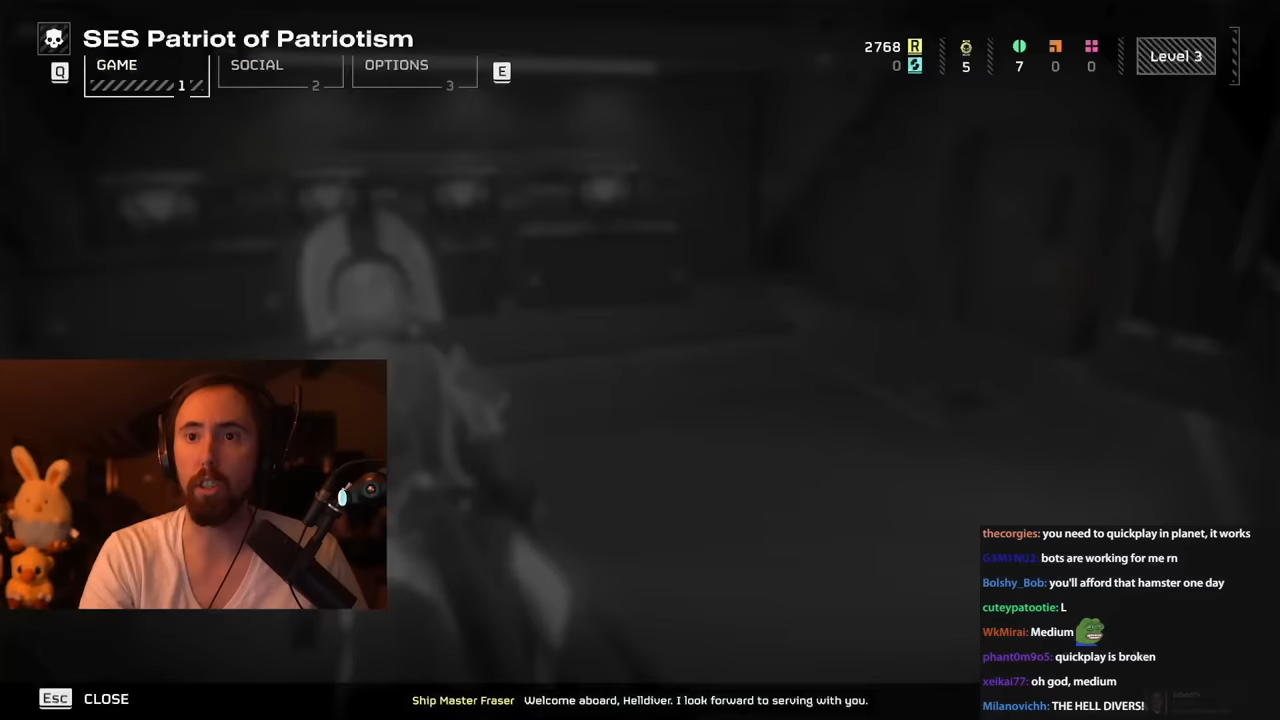 SES Patriot of Patriotism
Q
GAME
1
SOCIAL
2
OPTIONS
3
E
2768 R
0
5
7
0
0
Level 3
thecorgies: you need to quickplay in planet, it works
G3M1NU2: bots are working for me rn
Bolshy_Bob: you'll afford that hamster one day
cuteypatootie: L
WkMirai: Medium
phant0m9o5: quickplay is broken
xeikai77: oh god, medium
Milanovichh: THE HELL DIVERS!
Esc CLOSE
Ship Master Fraser Welcome aboard, Helldiver. I look forward to serving with you.